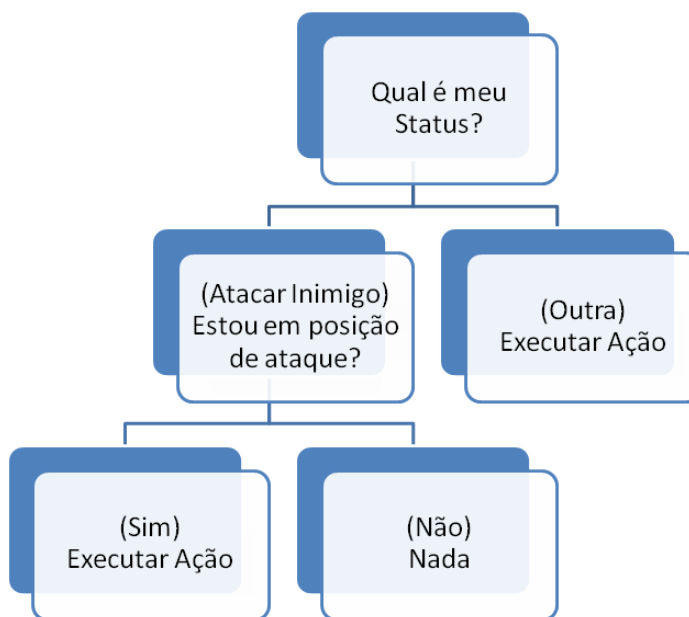 Qual é meu
Status?
(Atacar Inimigo)
Estou em posição
de ataque?
(Outra)
Executar Ação
(Sim)
Executar Ação
(Não)
Nada